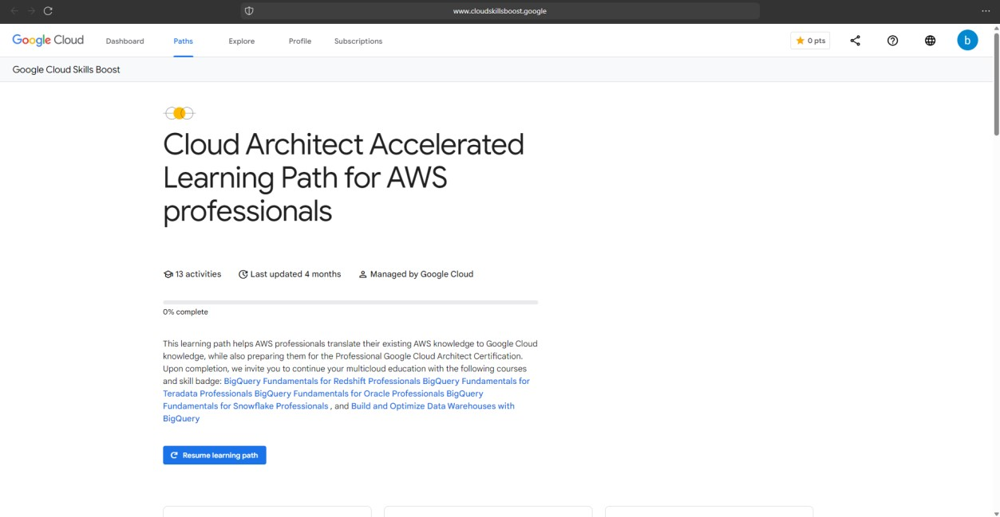 www.cloudskillsboost.google
Google Cloud Dashboard Paths Explore Profile Subscriptions 0 pts b
Google Cloud Skills Boost
Cloud Architect Accelerated
Learning Path for AWS
professionals
13 activities Last updated 4 months Managed by Google Cloud
0% complete
This learning path helps AWS professionals translate their existing AWS knowledge to Google Cloud
knowledge, while also preparing them for the Professional Google Cloud Architect Certification.
Upon completion, we invite you to continue your multicloud education with the following courses
and skill badge: BigQuery Fundamentals for Redshift Professionals BigQuery Fundamentals for
Teradata Professionals BigQuery Fundamentals for Oracle Professionals BigQuery
Fundamentals for Snowflake Professionals , and Build and Optimize Data Warehouses with
BigQuery
Resume learning path